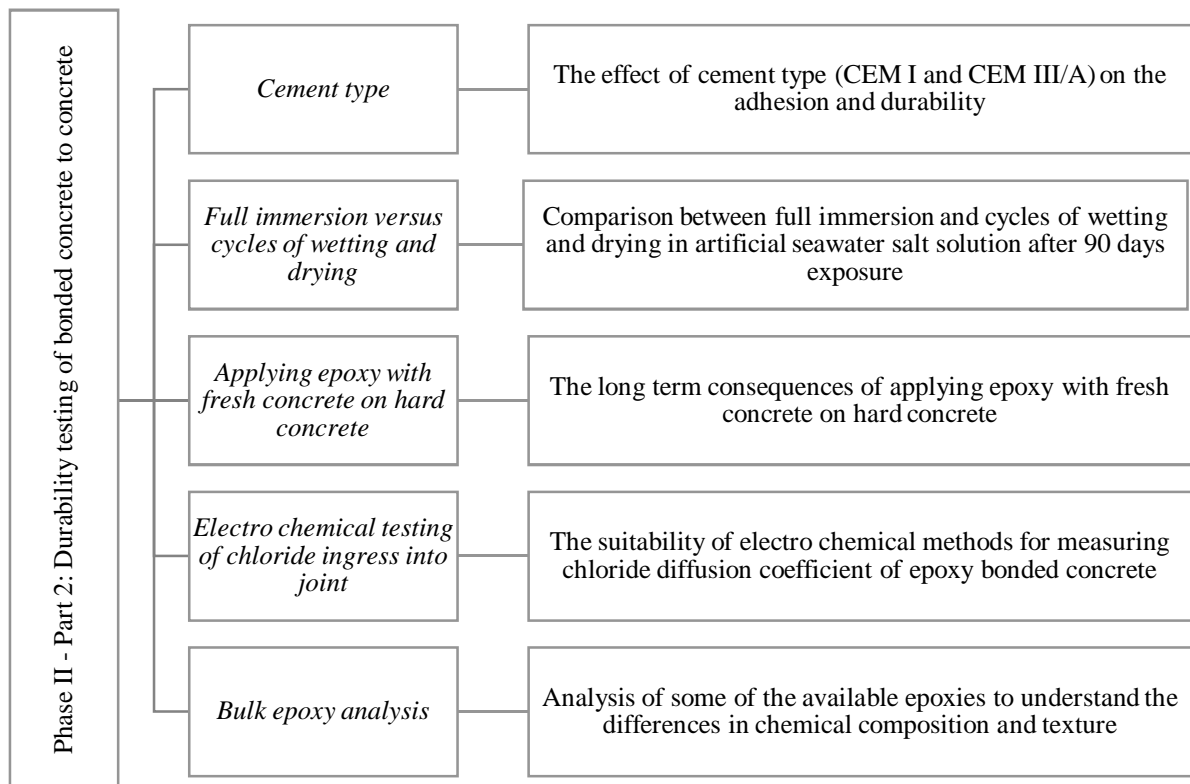 Phase II - Part 2: Durability testing of bonded concrete to concrete
Cement type
The effect of cement type (CEM I and CEM III/A) on the
adhesion and durability
Full immersion versus
cycles of wetting and
drying
Comparison between full immersion and cycles of wetting
and drying in artificial seawater salt solution after 90 days
exposure
Applying epoxy with
fresh concrete on hard
concrete
The long term consequences of applying epoxy with fresh
concrete on hard concrete
Electro chemical testing
of chloride ingress into
joint
The suitability of electro chemical methods for measuring
chloride diffusion coefficient of epoxy bonded concrete
Bulk epoxy analysis
Analysis of some of the available epoxies to understand the
differences in chemical composition and texture